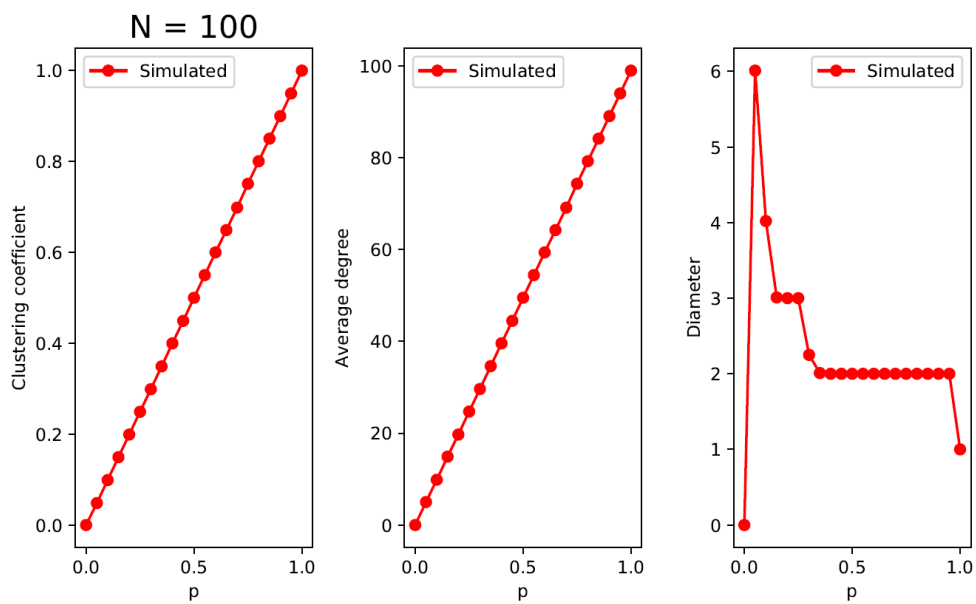 N = 100
Simulated
Clustering coefficient
1.0
0.8
0.6
0.4
0.2
0.0
0.0 0.5 1.0
p
Simulated
Average degree
100
80
60
40
20
0
0.0 0.5 1.0
p
Simulated
Diameter
6
5
4
3
2
1
0
0.0 0.5 1.0
p